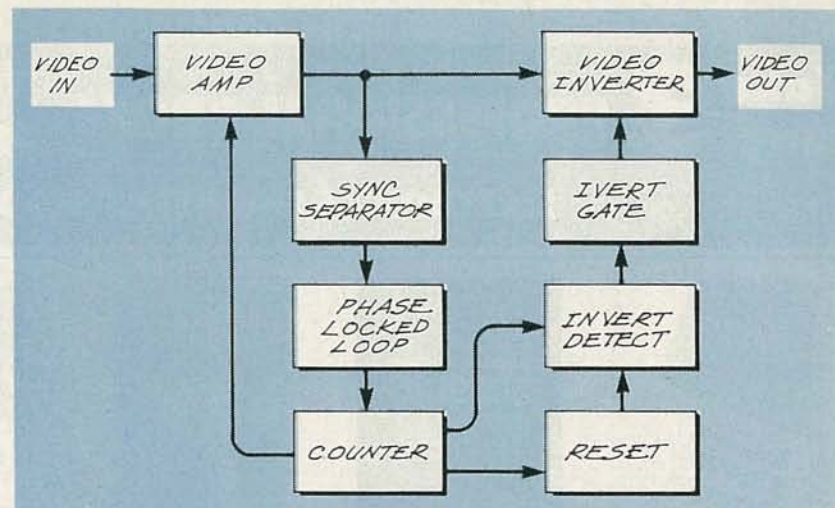 VIDEO
IN
VIDEO
AMP
VIDEO
INVERTER
VIDEO
OUT
SYNC
SEPARATOR
IVERT
GATE
PHASE
LOCKED
LOOP
INVERT
DETECT
COUNTER
RESET